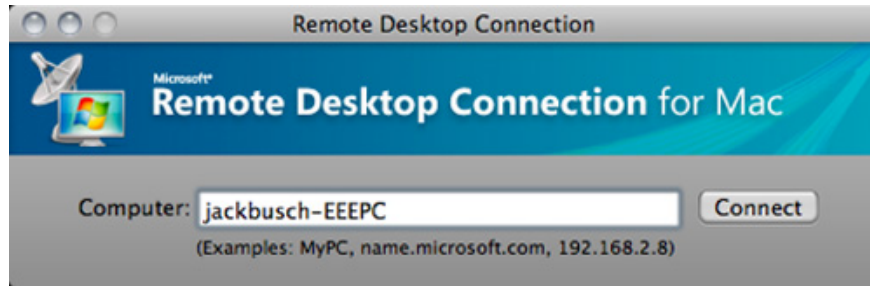 Remote Desktop Connection
Microsoft®
Remote Desktop Connection for Mac
Computer: jackbusch-EEEPC Connect
(Examples: MyPC, name.microsoft.com, 192.168.2.8)